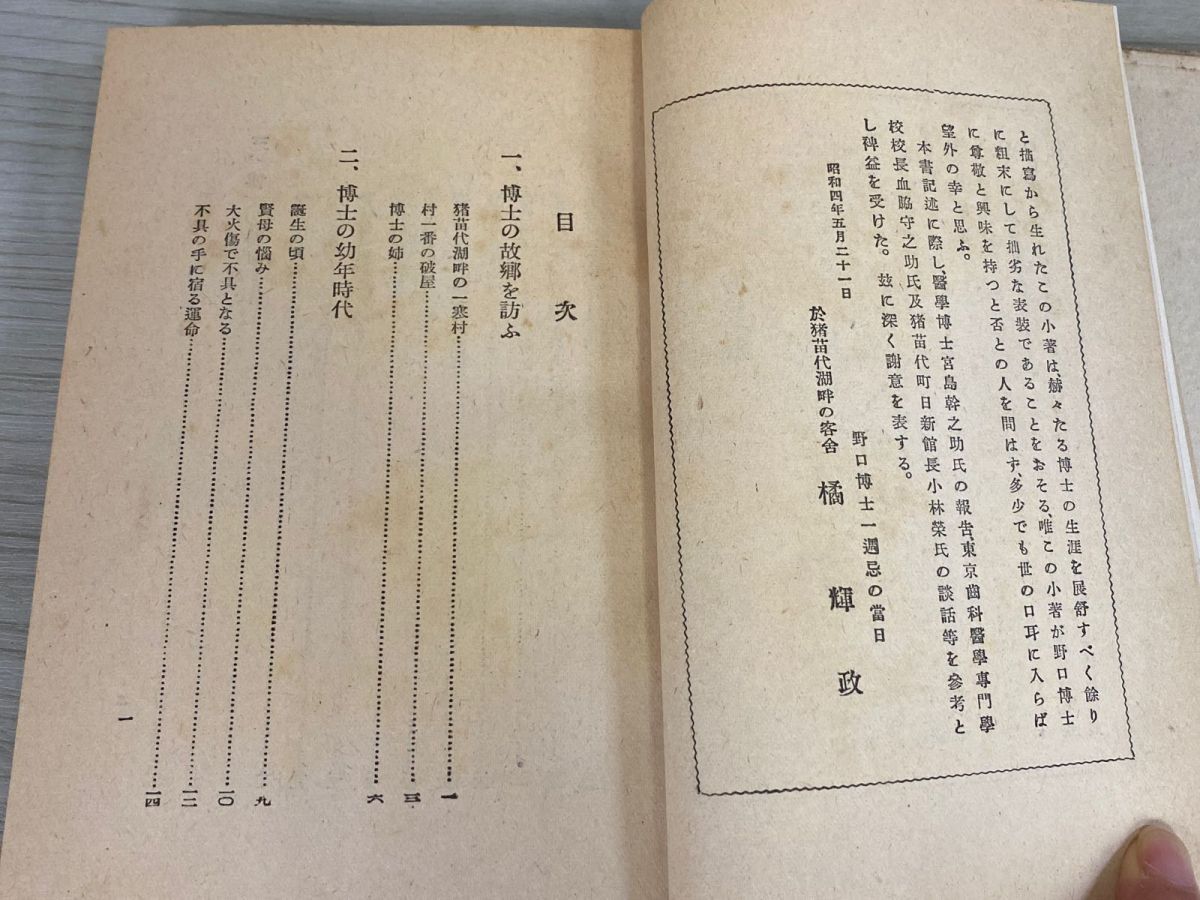 と描寫から生れたこの小著は、赫々たる博士の生涯を展舒すべく餘り
に粗末にして拙劣な表裝であることをおそる、唯この小著が野口博士
に尊敬と興味を持つと否との人を問はず、多少でも世の口耳に入らば
望外の幸と思ふ。
本書記述に際し、醫學博士宮島幹之助氏の報告、東京齒科醫學專門學
校校長血脇守之助氏及猪苗代町日新館長小林榮氏の談話等を參考と
し稗益を受けた。玆に深く謝意を表する。
野口博士一週忌の當日
昭和四年五月二十一日
於猪苗代湖畔の客舍
橘輝政
目次
一、博士の故鄕を訪ふ
猪苗代湖畔の一寒村…一
村一番の破屋…三
博士の姉…六
二、博士の幼年時代
誕生の頃…九
賢母の惱み…一〇
大火傷で不具となる…一二
不具の手に宿る運命…一四
一